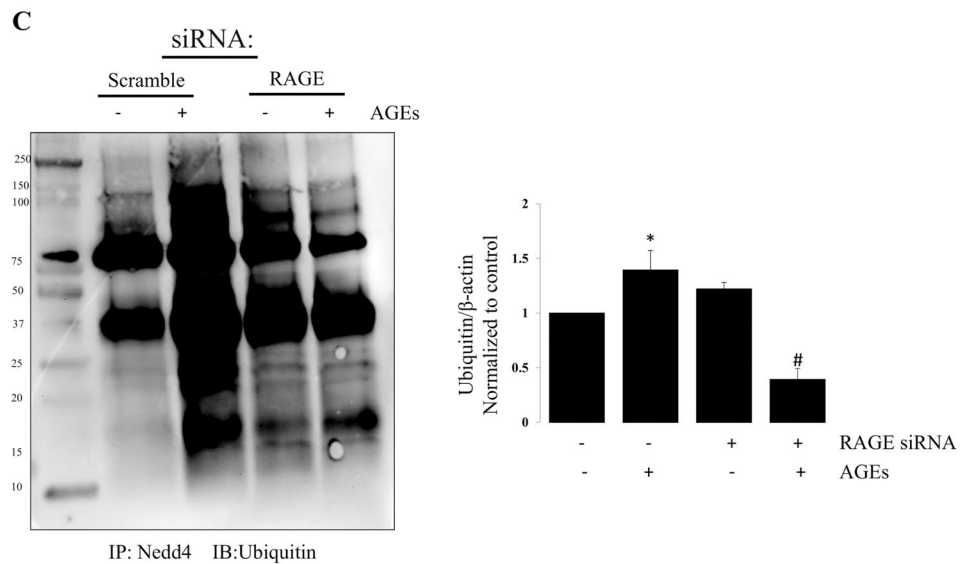 C
siRNA:
Scramble RAGE
- + - + AGEs
250
150
100
75
50
37
25
20
15
10
IP: Nedd4 IB:Ubiquitin
Ubiquitin/β-actin
Normalized to control
2
1.5
1
0.5
0
*
#
- - + + RAGE siRNA
- + - + AGEs